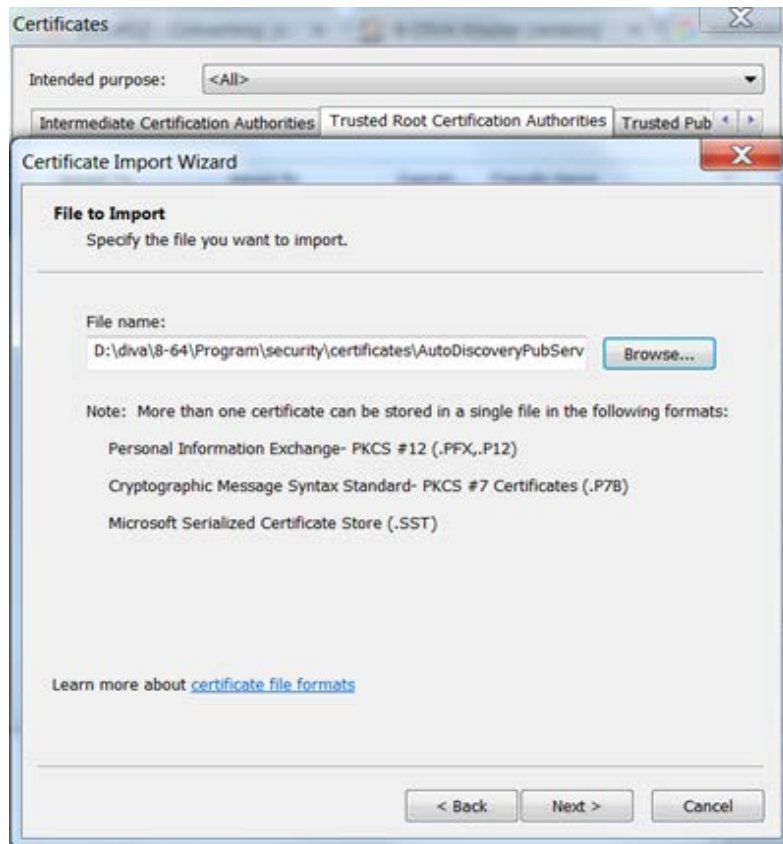 Certificates
Intended purpose: <All>
Intermediate Certification Authorities Trusted Root Certification Authorities Trusted Pub
Certificate Import Wizard
File to Import
Specify the file you want to import.
File name:
D:\diva\8-64\Program\security\certificates\AutoDiscoveryPubServ Browse...
Note: More than one certificate can be stored in a single file in the following formats:
Personal Information Exchange- PKCS #12 (.PFX,.P12)
Cryptographic Message Syntax Standard- PKCS #7 Certificates (.P7B)
Microsoft Serialized Certificate Store (.SST)
Learn more about certificate file formats
< Back Next > Cancel